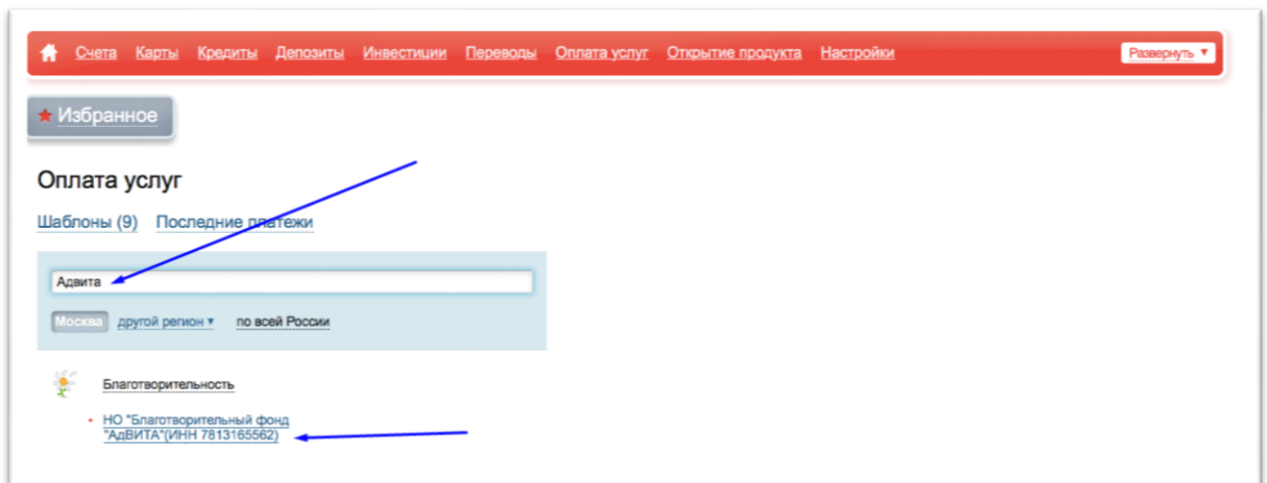 Счета Карты Кредиты Депозиты Инвестиции Переводы Оплата услуг Открытие продукта Настройки Развернуть
Избранное
Оплата услуг
Шаблоны (9) Последние платежи
Адвита
Москва другой регион по всей России
Благотворительность
НО "Благотворительный фонд
"АдВИТА"(ИНН 7813165562)